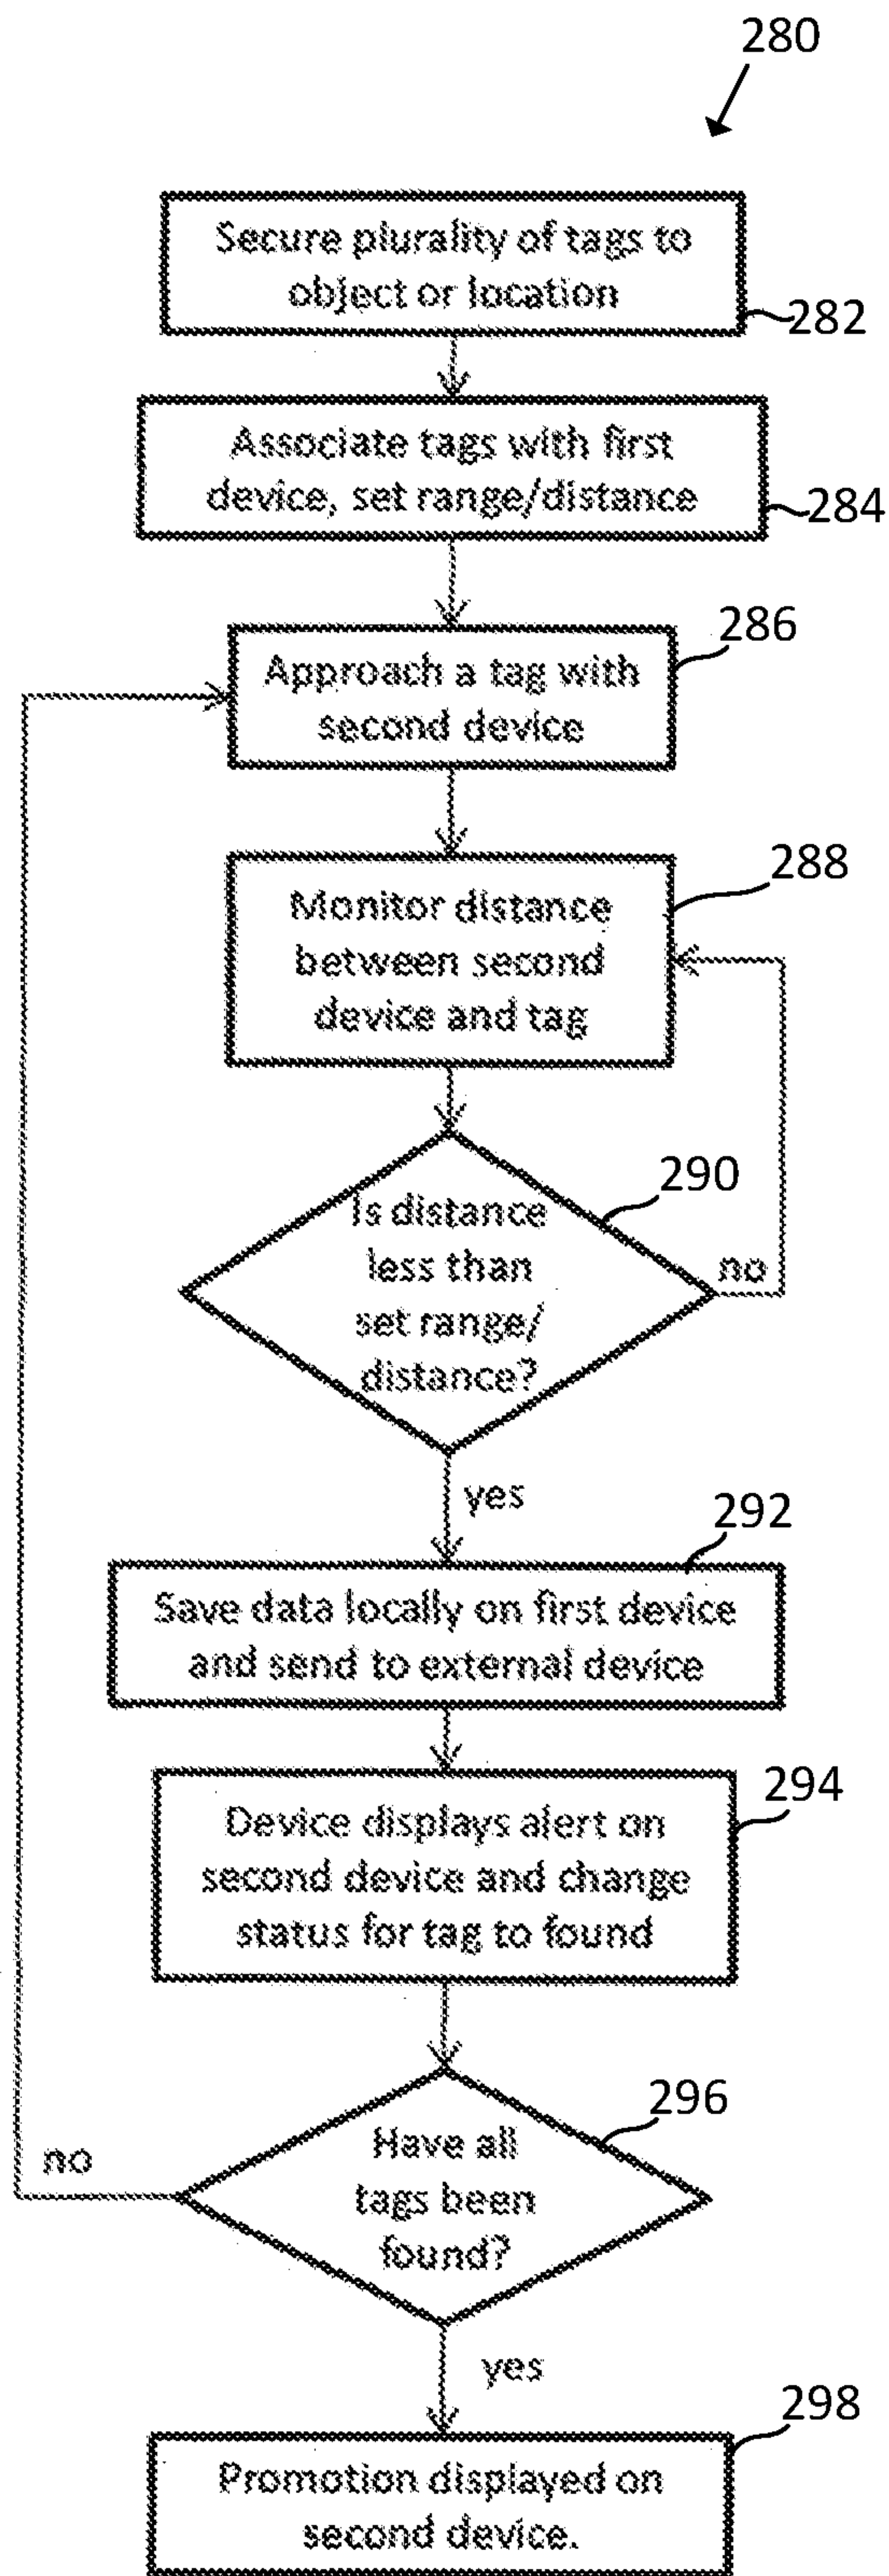 280
Secure plurality of tags to
object or location
282
Associate tags with first
device, set range/distance
284
286
Approach a tag with
second device
288
Monitor distance
between second
device and tag
290
Is distance
less than
set range/
distance?
no
yes
292
Save data locally on first device
and send to external device
294
Device displays alert on
second device and change
status for tag to found
296
Have all
tags been
found?
no
yes
298
Promotion displayed on
second device.